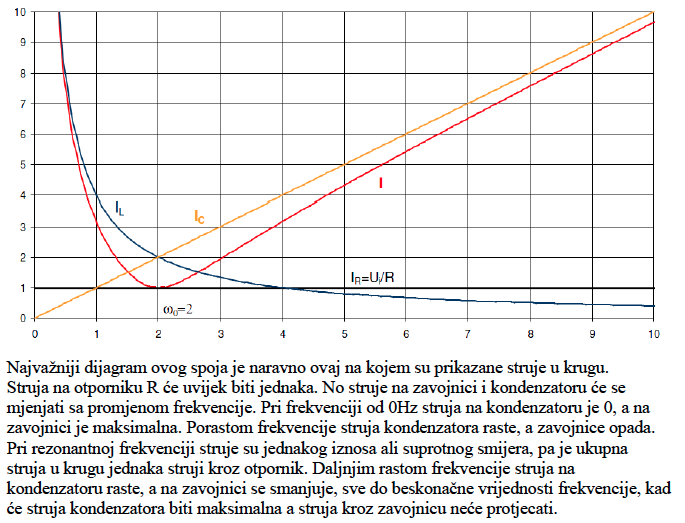 10
9
8
7
6
5
4
3
2
1
0
I_L
I_C
I
I_R=U/R
ω₀=2
0 1 2 3 4 5 6 7 8 9 10
Najvažniji dijagram ovog spoja je naravno ovaj na kojem su prikazane struje u krugu.
Struja na otporniku R će uvijek biti jednaka. No struje na zavojnici i kondenzatoru će se
mjenjati sa promjenom frekvencije. Pri frekvenciji od 0Hz struja na kondenzatoru je 0, a na
zavojnici je maksimalna. Porastom frekvencije struja kondenzatora raste, a zavojnice opada.
Pri rezonantnoj frekvenciji struje su jednakog iznosa ali suprotnog smijera, pa je ukupna
struja u krugu jednaka struji kroz otpornik. Daljnjim rastom frekvencije struja na
kondenzatoru raste, a na zavojnici se smanjuje, sve do beskonačne vrijednosti frekvencije, kad
će struja kondenzatora biti maksimalna a struja kroz zavojnicu neće protjecati.